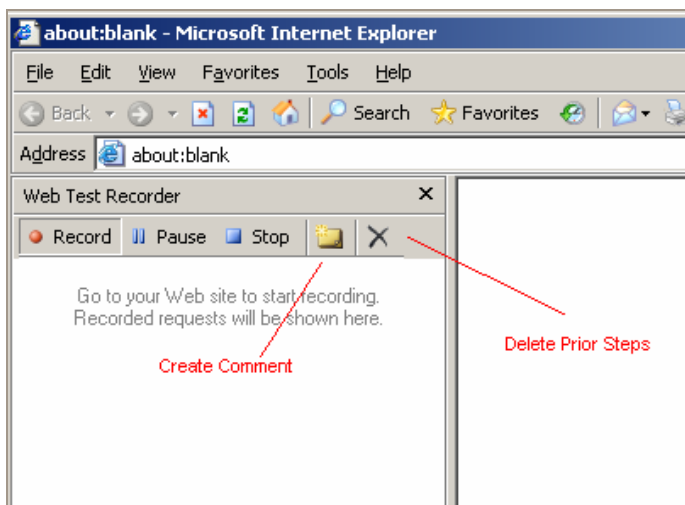 about:blank - Microsoft Internet Explorer
File Edit View Favorites Tools Help
Back Search Favorites
Address about:blank
Web Test Recorder
Record Pause Stop
Go to your Web site to start recording.
Recorded requests will be shown here.
Delete Prior Steps
Create Comment